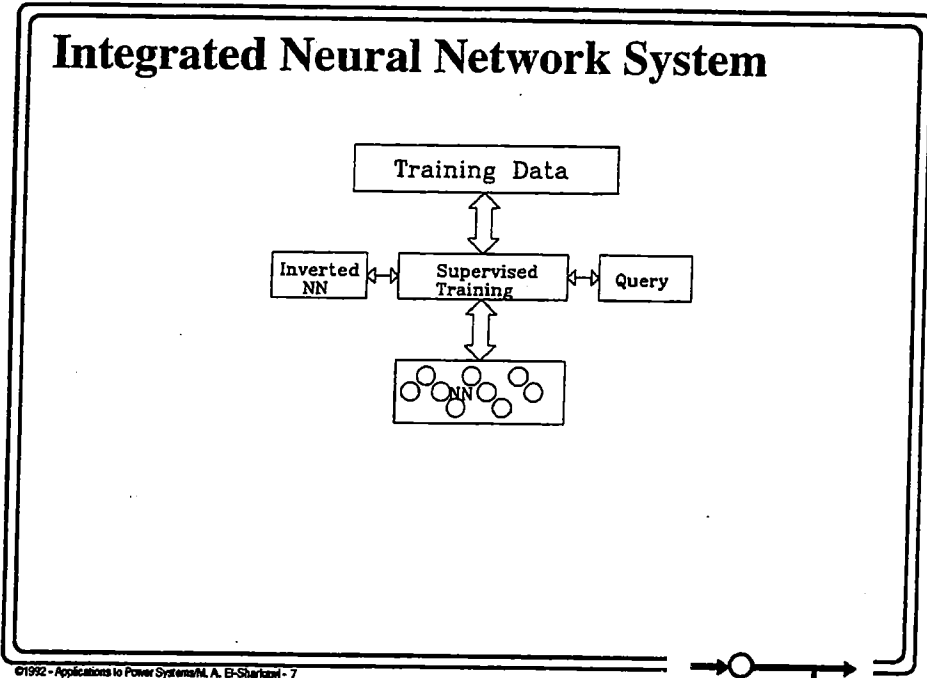 Integrated Neural Network System
Training Data
Inverted
NN
Supervised
Training
Query
NN
©1992 - Applications to Power Systems/M. A. El-Sharkawi - 7